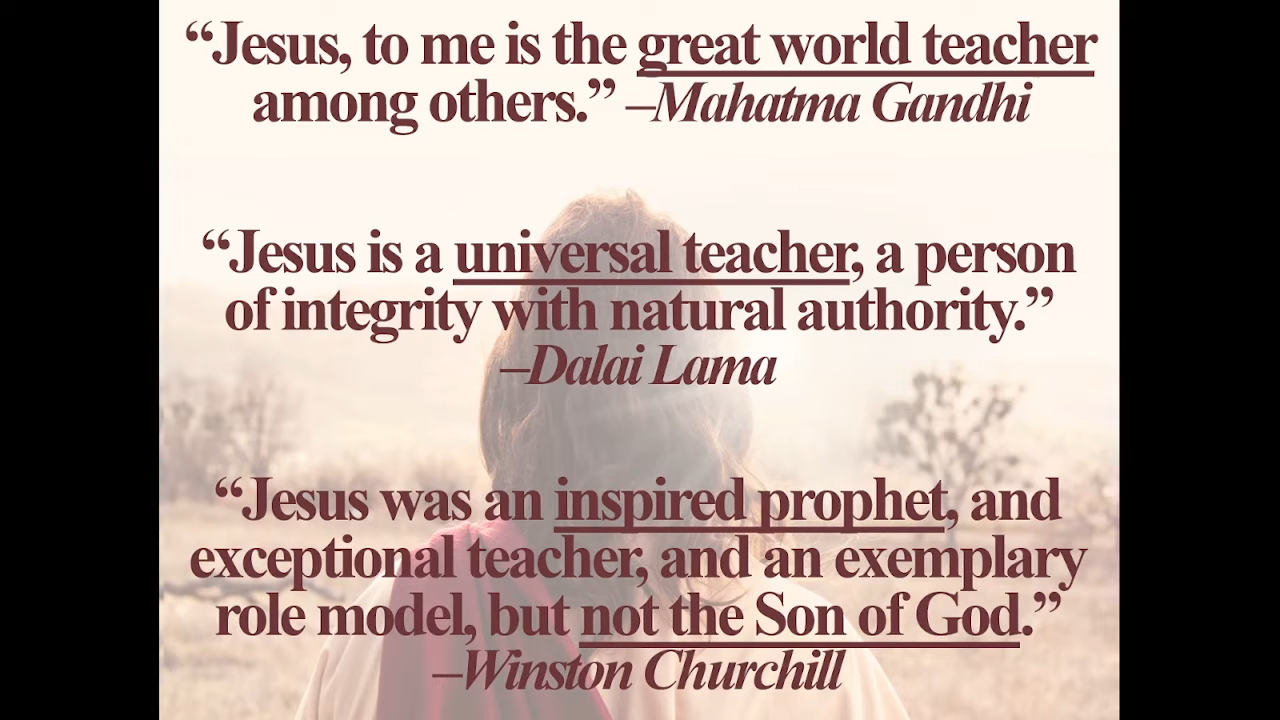 “Jesus, to me is the great world teacher
among others.” –Mahatma Gandhi
“Jesus is a universal teacher, a person
of integrity with natural authority.”
–Dalai Lama
“Jesus was an inspired prophet, and
exceptional teacher, and an exemplary
role model, but not the Son of God.”
–Winston Churchill